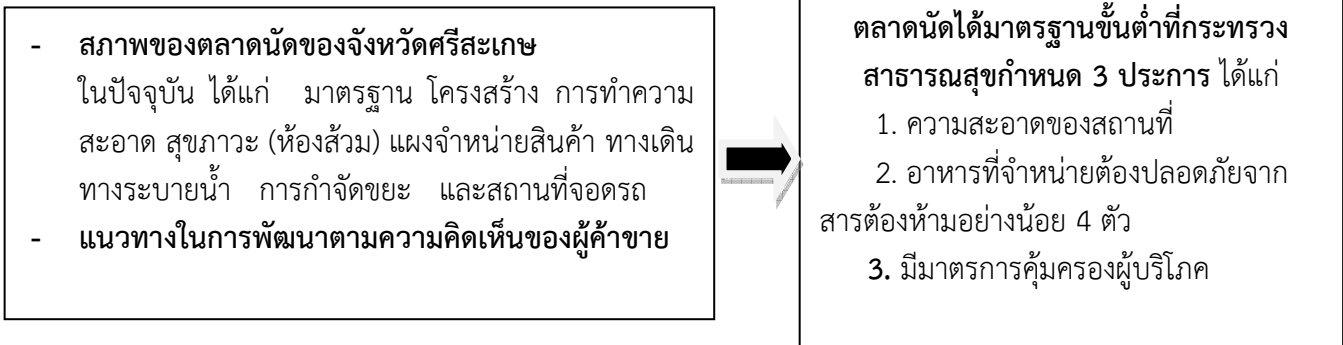 - สภาพของตลาดนัดของจังหวัดศรีสะเกษ
ในปัจจุบัน ได้แก่ มาตรฐาน โครงสร้าง การทำความ
สะอาด สุขภาวะ (ห้องส้วม) แผงจำหน่ายสินค้า ทางเดิน
ทางระบายน้ำ การกำจัดขยะ และสถานที่จอดรถ
- แนวทางในการพัฒนาตามความคิดเห็นของผู้ค้าขาย
ตลาดนัดได้มาตรฐานขั้นต่ำที่กระทรวง
สาธารณสุขกำหนด 3 ประการ ได้แก่
1. ความสะอาดของสถานที่
2. อาหารที่จำหน่ายต้องปลอดภัยจาก
สารต้องห้ามอย่างน้อย 4 ตัว
3. มีมาตรการคุ้มครองผู้บริโภค